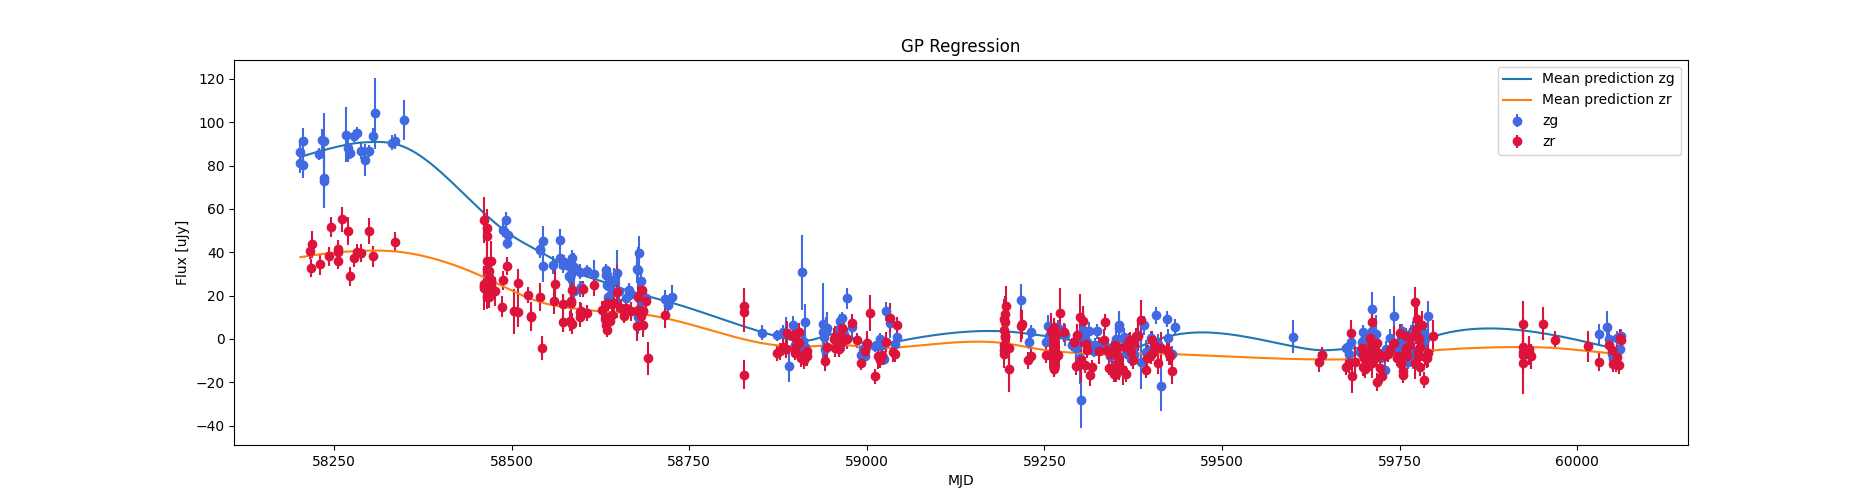 GP Regression
Flux [uJy]
120
100
80
60
40
20
0
−20
−40
Mean prediction zg
Mean prediction zr
zg
zr
58250
58500
58750
59000
59250
59500
59750
60000
MJD